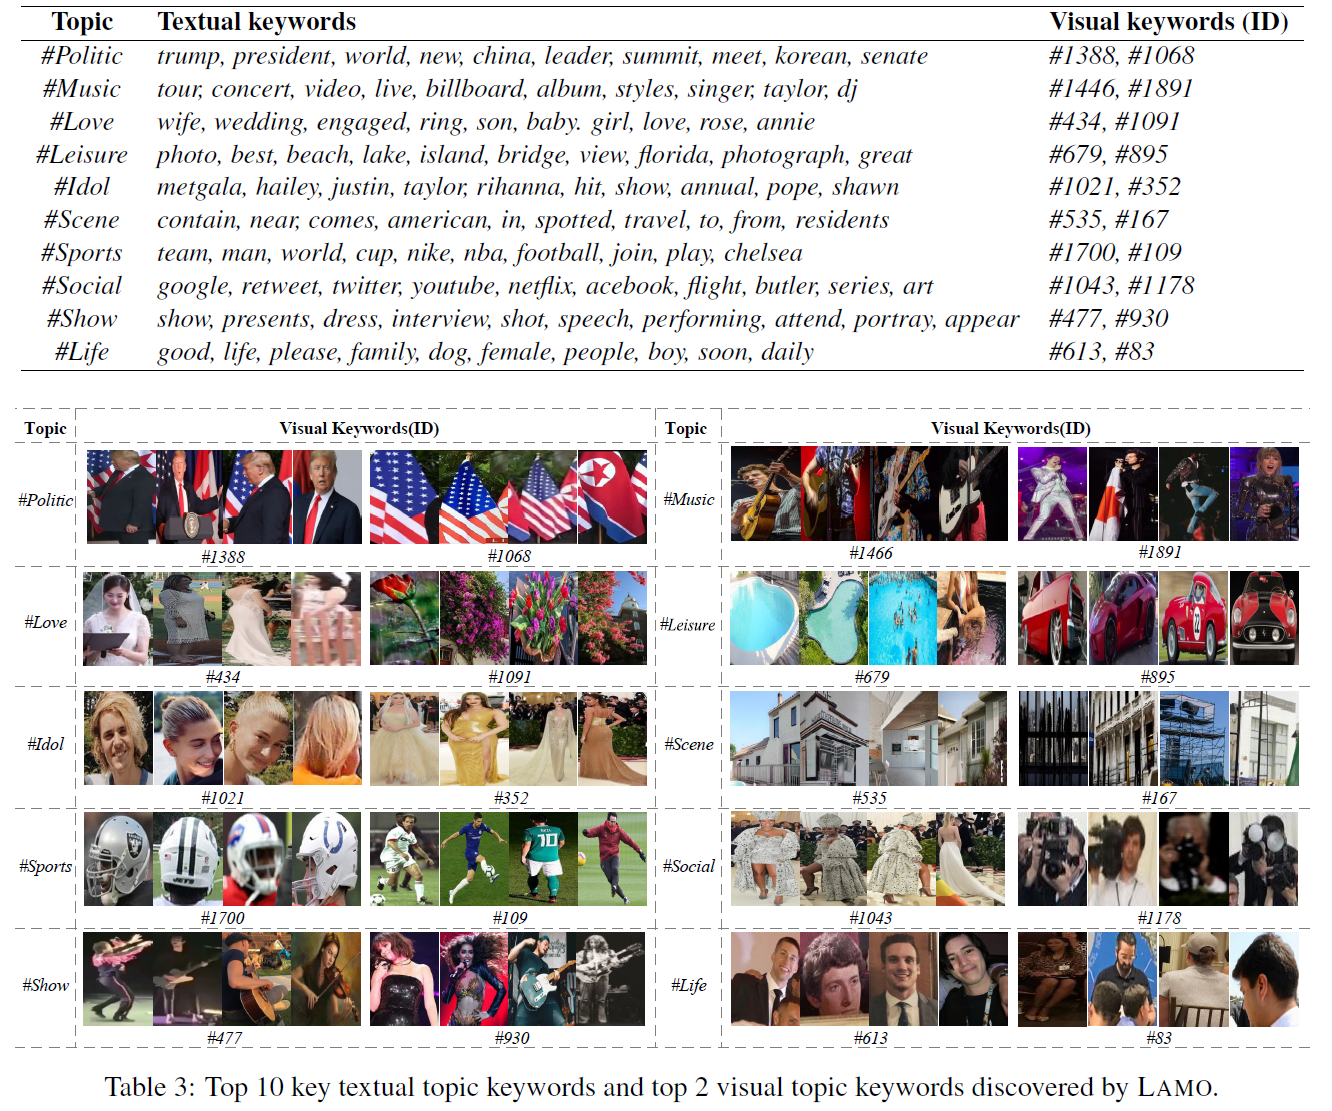 Topic Textual keywords Visual keywords (ID)
#Politic trump, president, world, new, china, leader, summit, meet, korean, senate #1388, #1068
#Music tour, concert, video, live, billboard, album, styles, singer, taylor, dj #1446, #1891
#Love wife, wedding, engaged, ring, son, baby. girl, love, rose, annie #434, #1091
#Leisure photo, best, beach, lake, island, bridge, view, florida, photograph, great #679, #895
#Idol metgala, hailey, justin, taylor, rihanna, hit, show, annual, pope, shawn #1021, #352
#Scene contain, near, comes, american, in, spotted, travel, to, from, residents #535, #167
#Sports team, man, world, cup, nike, nba, football, join, play, chelsea #1700, #109
#Social google, retweet, twitter, youtube, netflix, acebook, flight, butler, series, art #1043, #1178
#Show show, presents, dress, interview, shot, speech, performing, attend, portray, appear #477, #930
#Life good, life, please, family, dog, female, people, boy, soon, daily #613, #83
Topic Visual Keywords(ID) Topic Visual Keywords(ID)
#Politic #Music
#1388 #1068 #1466 #1891
#Love #Leisure
22
#434 #1091 #679 #895
#Idol #Scene
#1021 #352 #535 #167
#Sports #Social
10
#1700 #109 #1043 #1178
#Show #Life
#477 #930 #613 #83
Table 3: Top 10 key textual topic keywords and top 2 visual topic keywords discovered by LAMO.